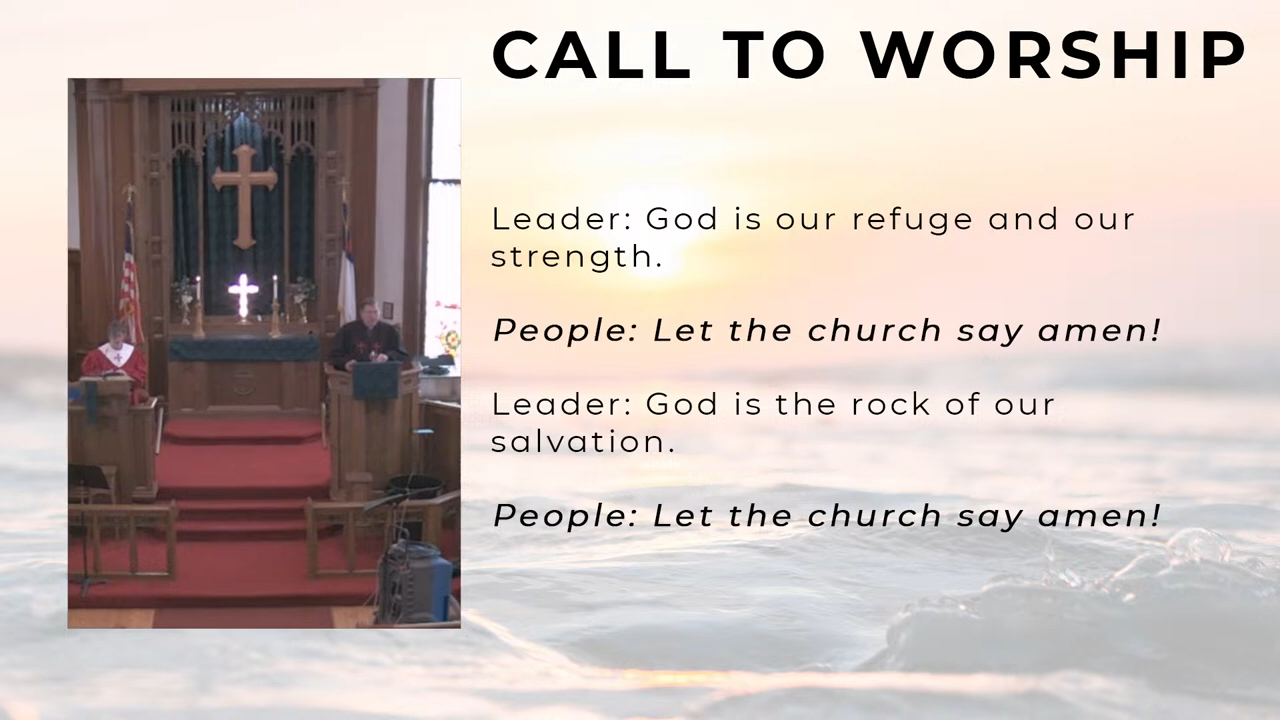 CALL TO WORSHIP
Leader: God is our refuge and our
strength.
People: Let the church say amen!
Leader: God is the rock of our
salvation.
People: Let the church say amen!